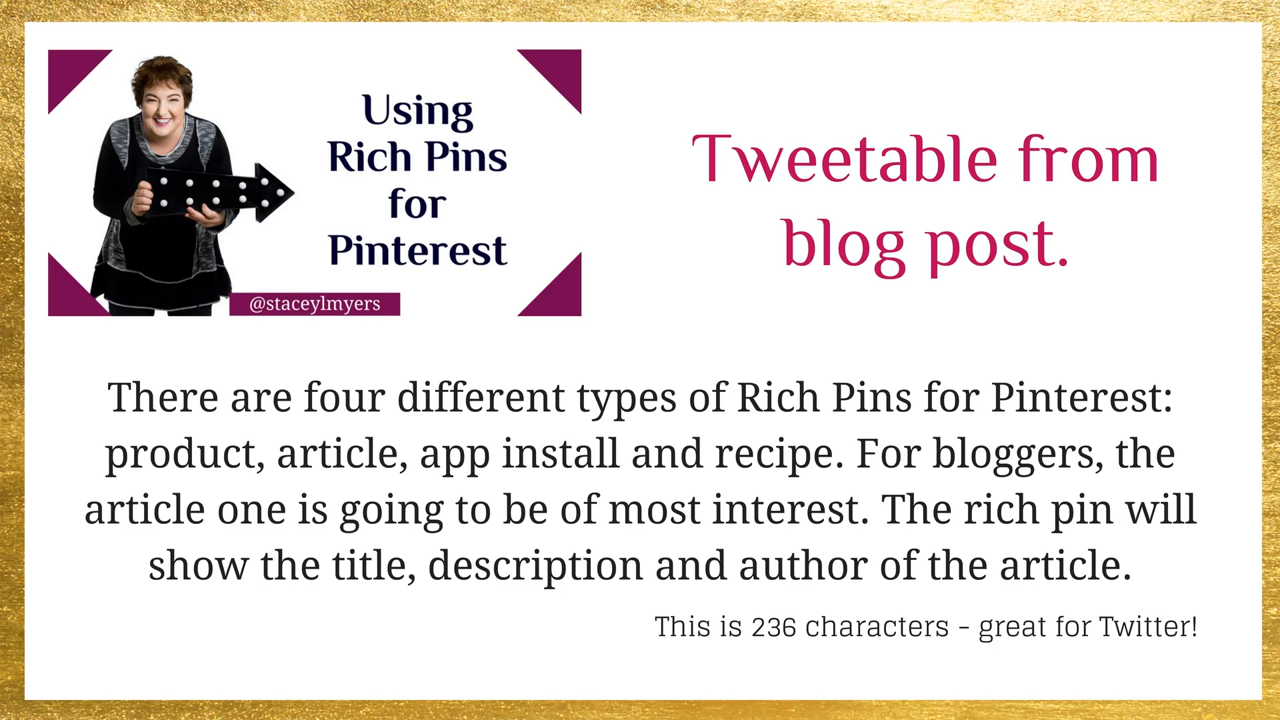 Using
Rich Pins
for
Pinterest
@staceylmyers
Tweetable from
blog post.
There are four different types of Rich Pins for Pinterest:
product, article, app install and recipe. For bloggers, the
article one is going to be of most interest. The rich pin will
show the title, description and author of the article.
This is 236 characters – great for Twitter!